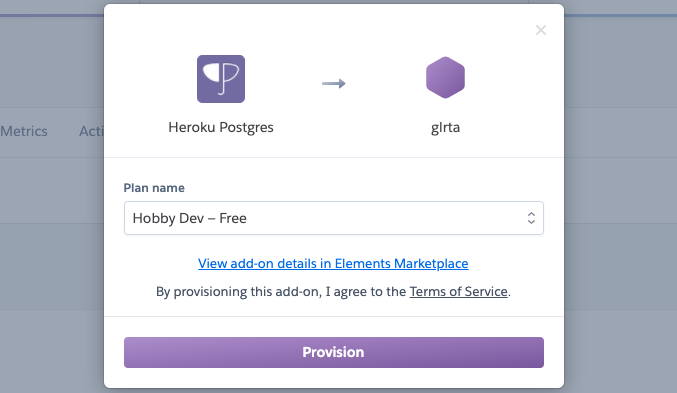 Metrics
Acti
Heroku Postgres
glrta
Plan name
Hobby Dev – Free
View add-on details in Elements Marketplace
By provisioning this add-on, I agree to the Terms of Service.
Provision